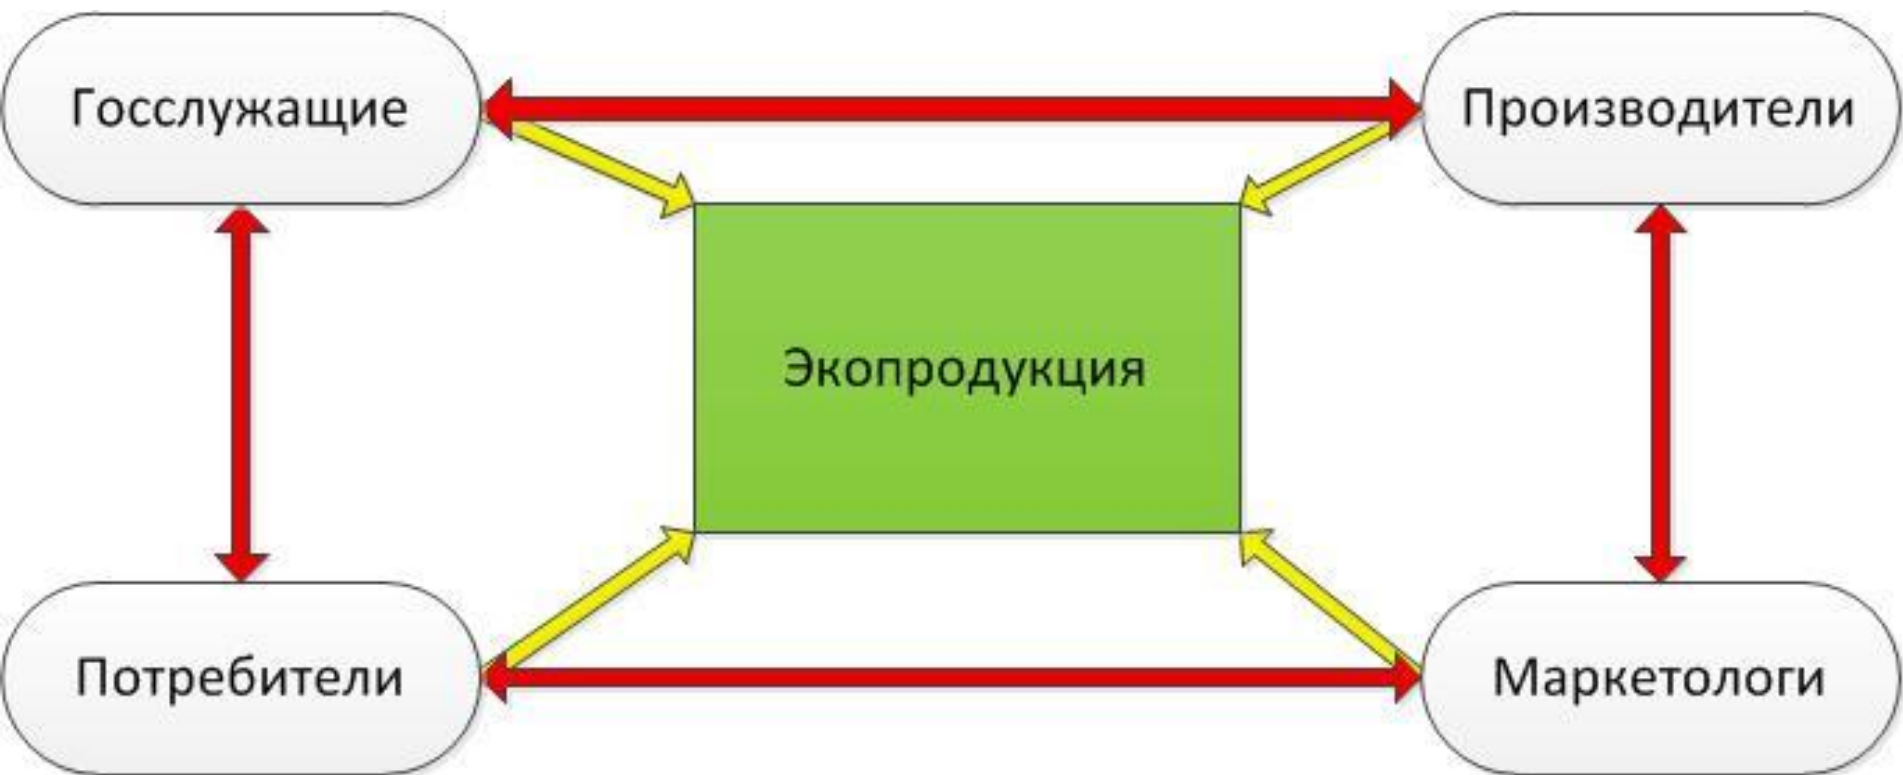 Госслужащие
Производители
Экопродукция
Потребители
Маркетологи